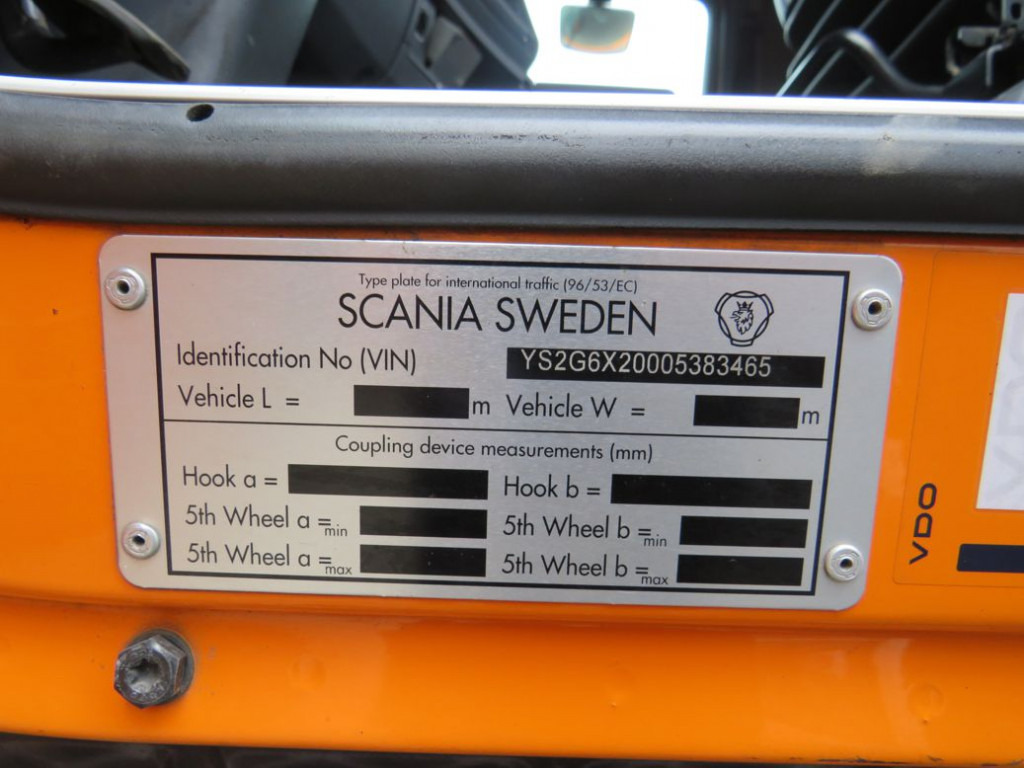 Type plate for international traffic (96/53/EC)
SCANIA SWEDEN
Identification No (VIN) YS2G6X20005383465
Vehicle L = m Vehicle W = m
Coupling device measurements (mm)
Hook a = Hook b =
5th Wheel a =min 5th Wheel b =min
5th Wheel a =max 5th Wheel b =max
VDO